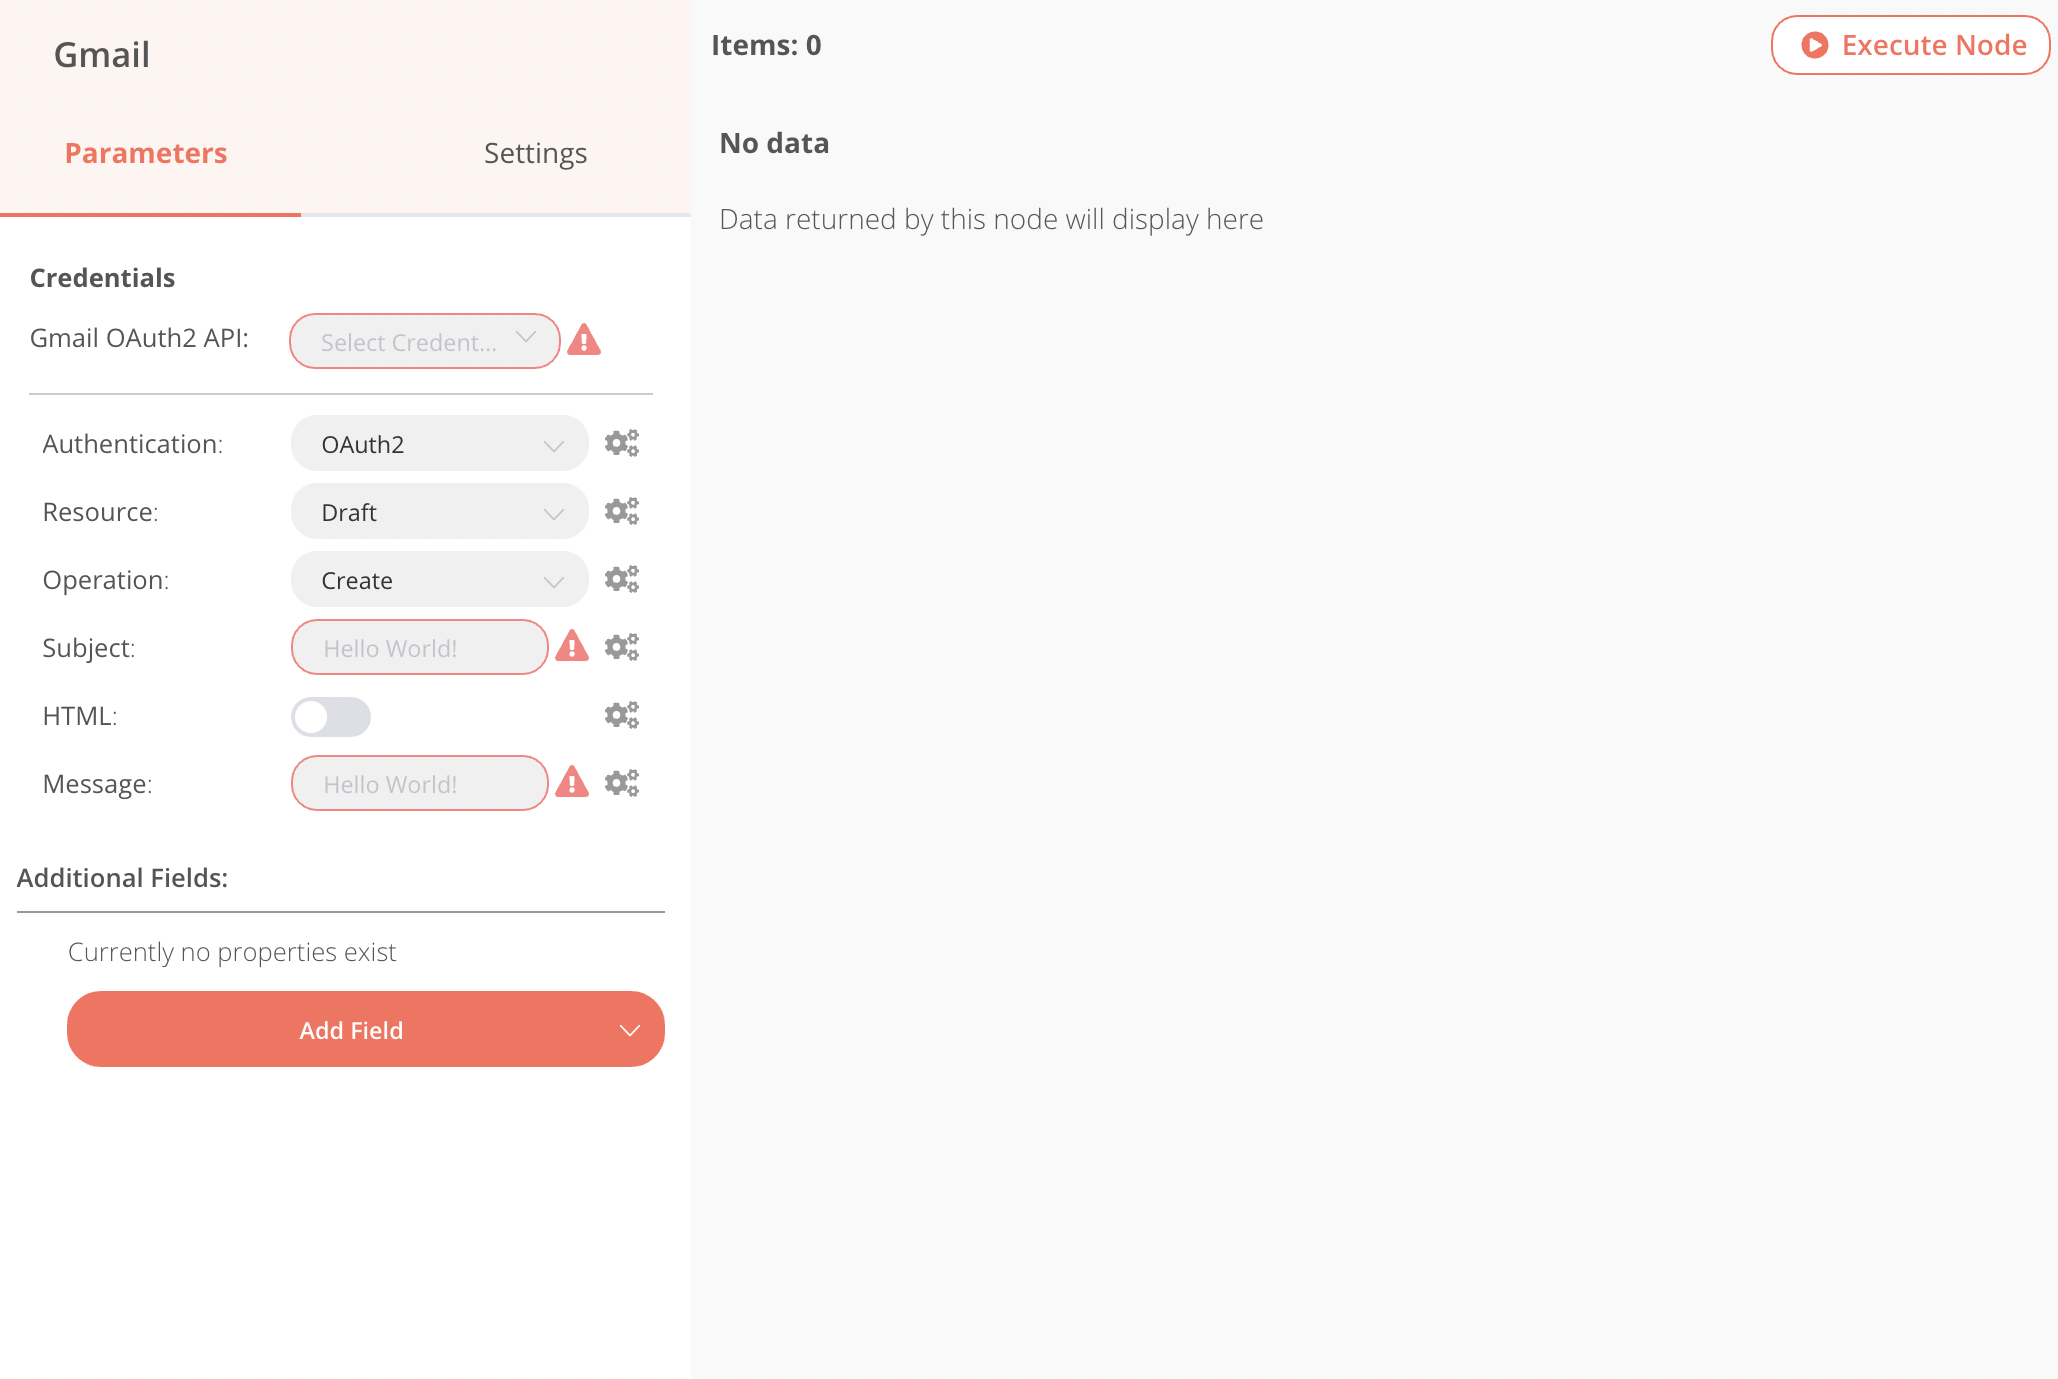 Gmail
Parameters
Settings
Credentials
Gmail OAuth2 API:
Select Credent...
Authentication:
OAuth2
Resource:
Draft
Operation:
Create
Subject:
Hello World!
HTML:
Message:
Hello World!
Additional Fields:
Currently no properties exist
Add Field
Items: 0
Execute Node
No data
Data returned by this node will display here